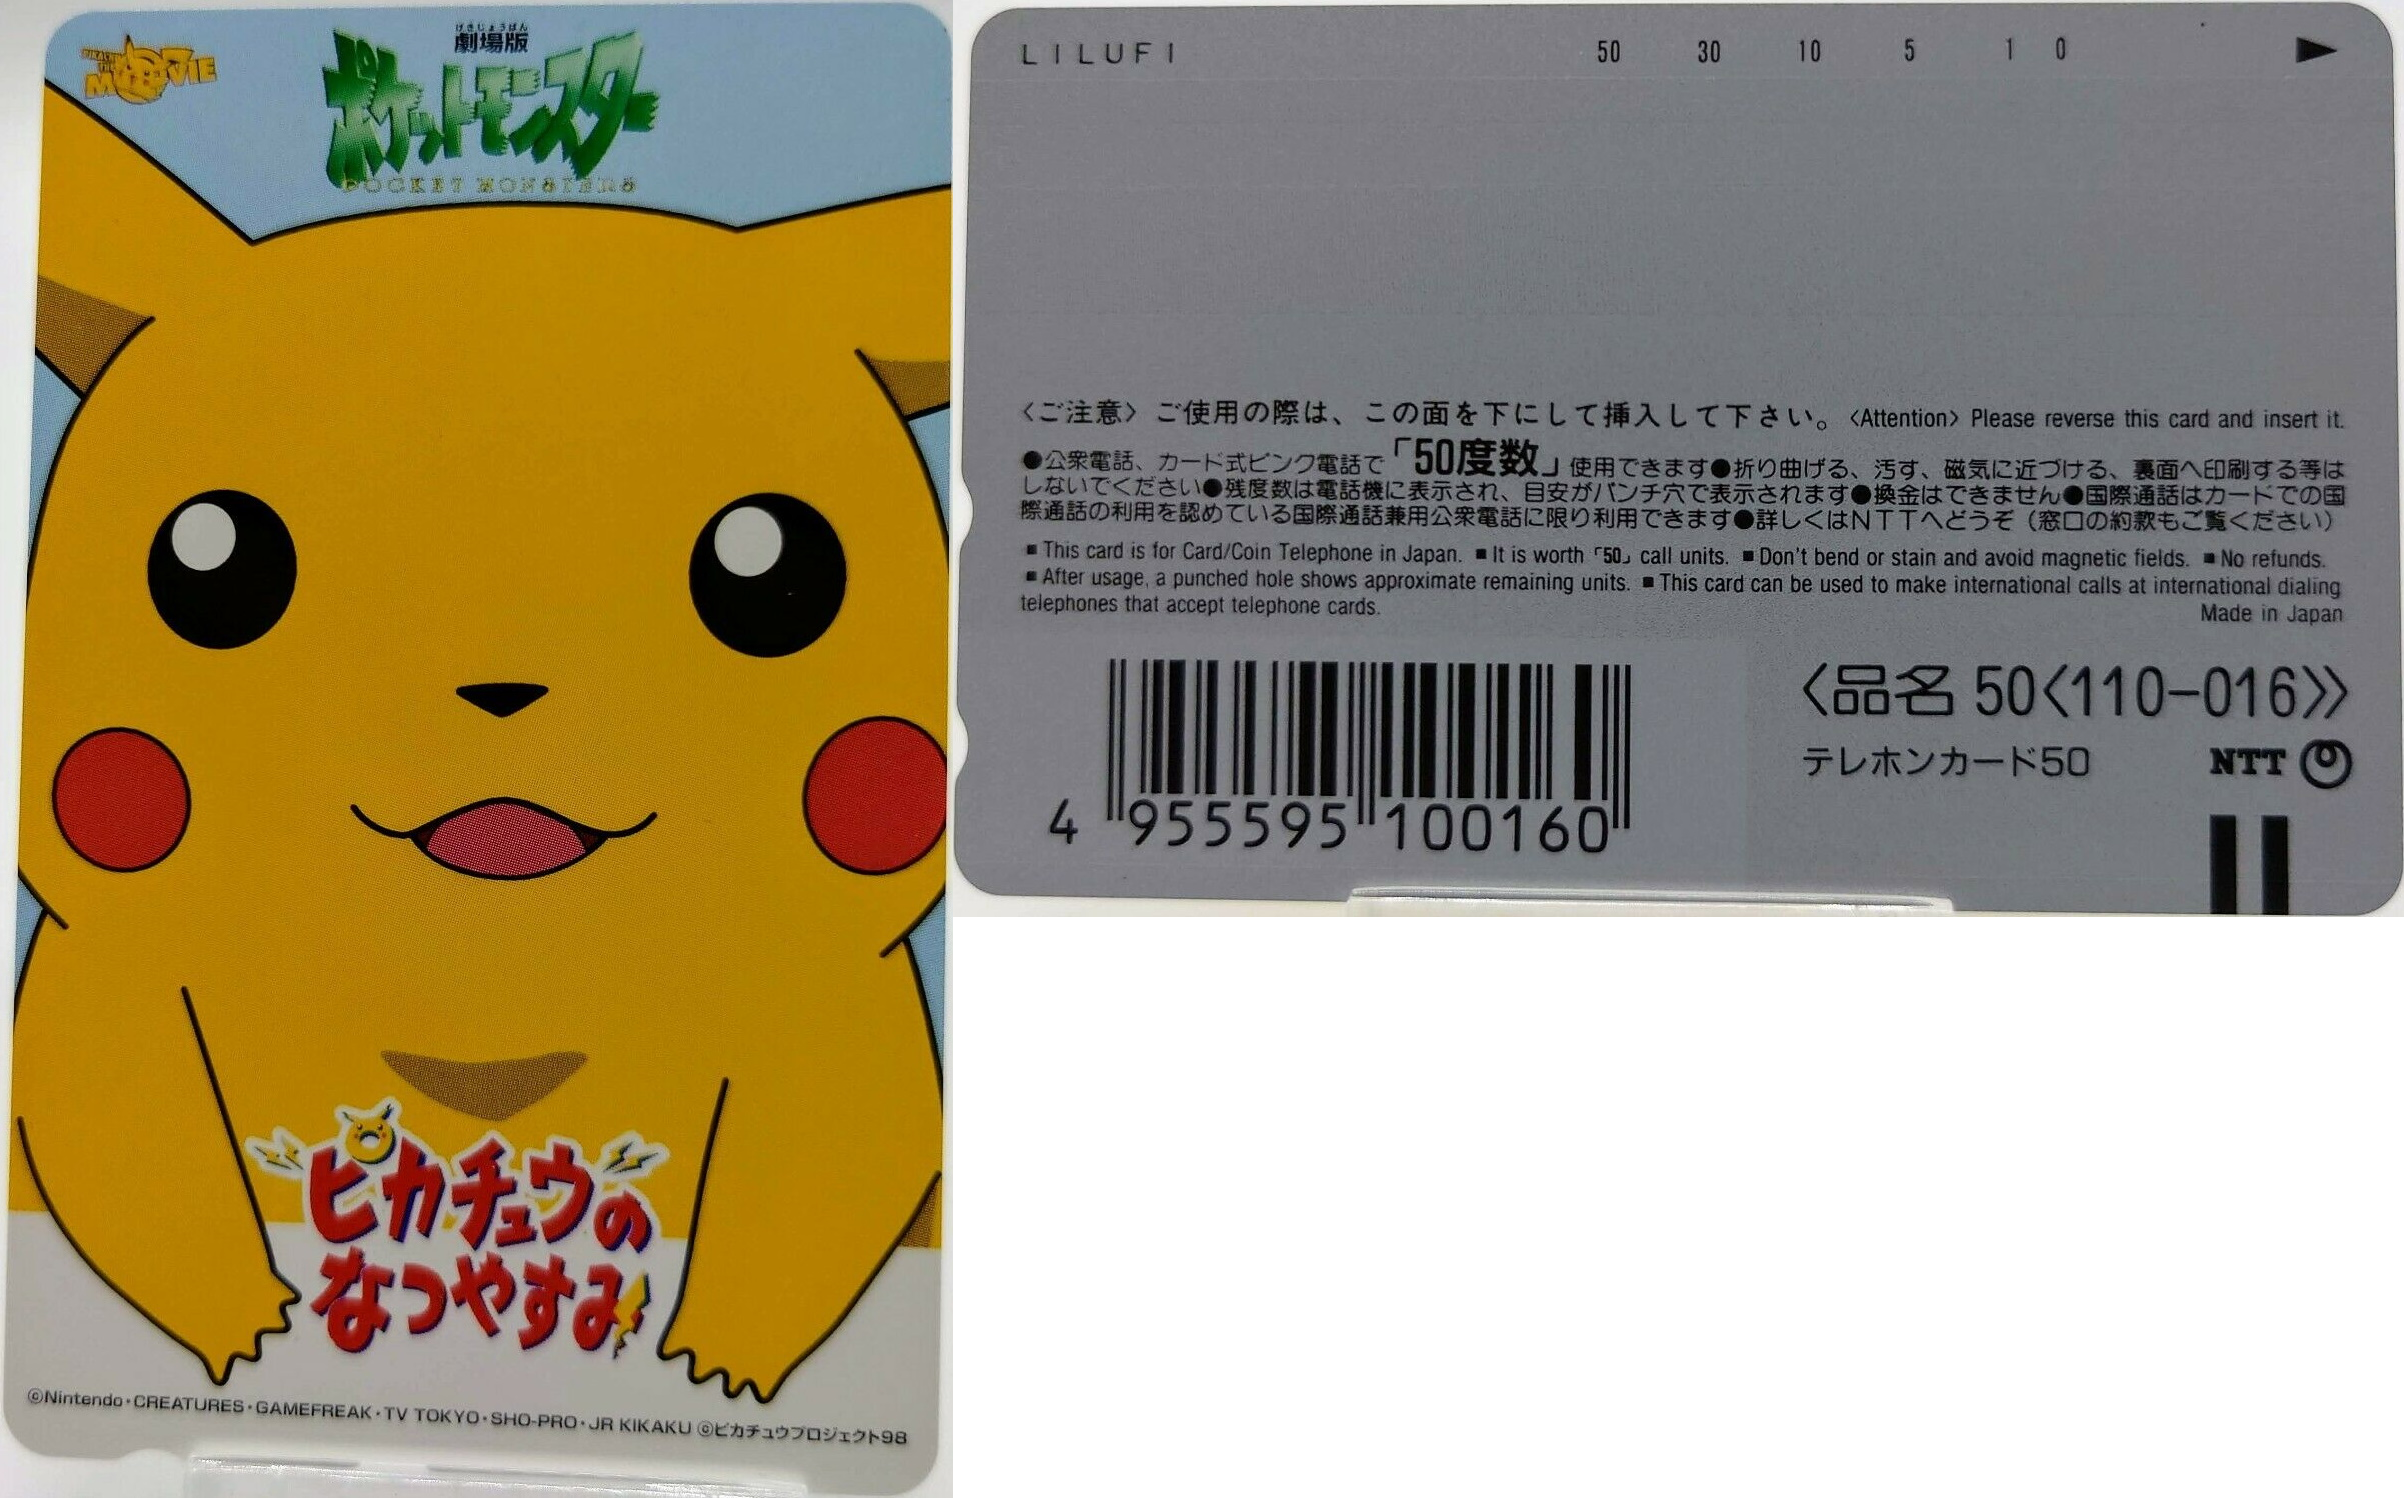 PIKACHU
THE
MOVIE
げきじょうばん
劇場版
ポケットモンスター
POCKET MONSTERS
ピカチュウの
なつやすみ
©Nintendo・CREATURES・GAMEFREAK・TV TOKYO・SHO-PRO・JR KIKAKU ©ピカチュウプロジェクト98
LILUFI 50 30 10 5 1 0 ▶
〈ご注意〉ご使用の際は、この面を下にして挿入して下さい。〈Attention〉Please reverse this card and insert it.
●公衆電話、カード式ピンク電話で「50度数」使用できます●折り曲げる、汚す、磁気に近づける、裏面へ印刷する等は
しないでください●残度数は電話機に表示され、目安がパンチ穴で表示されます●換金はできません●国際通話はカードでの国
際通話の利用を認めている国際通話兼用公衆電話に限り利用できます●詳しくはNTTへどうぞ（窓口の約款もご覧ください）
■This card is for Card/Coin Telephone in Japan. ■It is worth「50」call units. ■Don't bend or stain and avoid magnetic fields. ■No refunds.
■After usage, a punched hole shows approximate remaining units. ■This card can be used to make international calls at international dialing
telephones that accept telephone cards.
Made in Japan
〈品名 50〈110-016〉〉
テレホンカード50 NTT
4 955595 100160